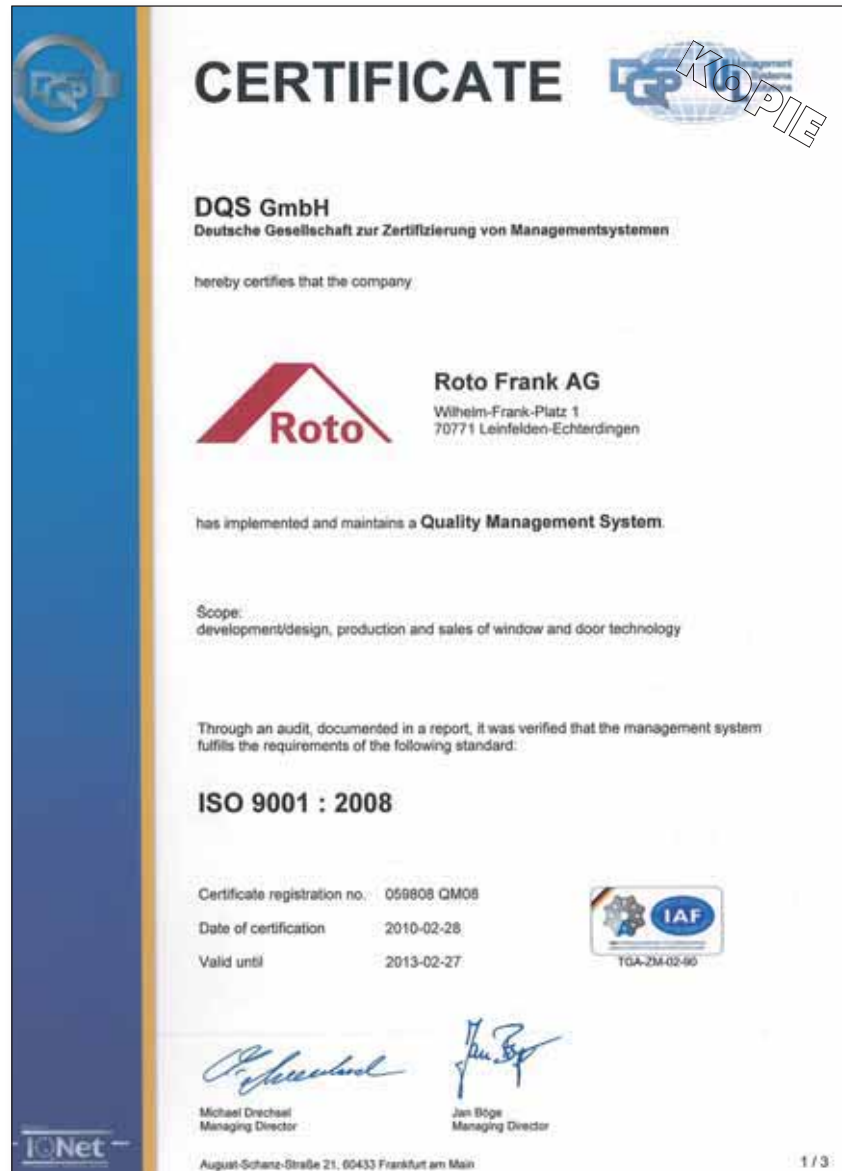 CERTIFICATE
KOPIE
DQS GmbH
Deutsche Gesellschaft zur Zertifizierung von Managementsystemen
hereby certifies that the company
Roto
Roto Frank AG
Wilhelm-Frank-Platz 1
70771 Leinfelden-Echterdingen
has implemented and maintains a Quality Management System.
Scope:
development/design, production and sales of window and door technology
Through an audit, documented in a report, it was verified that the management system
fulfills the requirements of the following standard:
ISO 9001 : 2008
Certificate registration no. 059808 QM08
Date of certification 2010-02-28
Valid until 2013-02-27
IAF
TGA-ZM-02-90
Michael Drechsel
Managing Director
Jan Böge
Managing Director
IQNet
August-Schanz-Straße 21, 60433 Frankfurt am Main
1 / 3